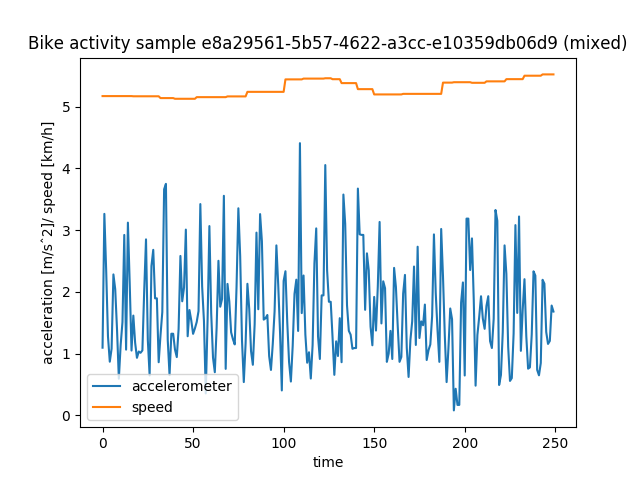 Bike activity sample e8a29561-5b57-4622-a3cc-e10359db06d9 (mixed)
acceleration [m/s^2]/ speed [km/h]
5
4
3
2
1
0
accelerometer
speed
0 50 100 150 200 250
time